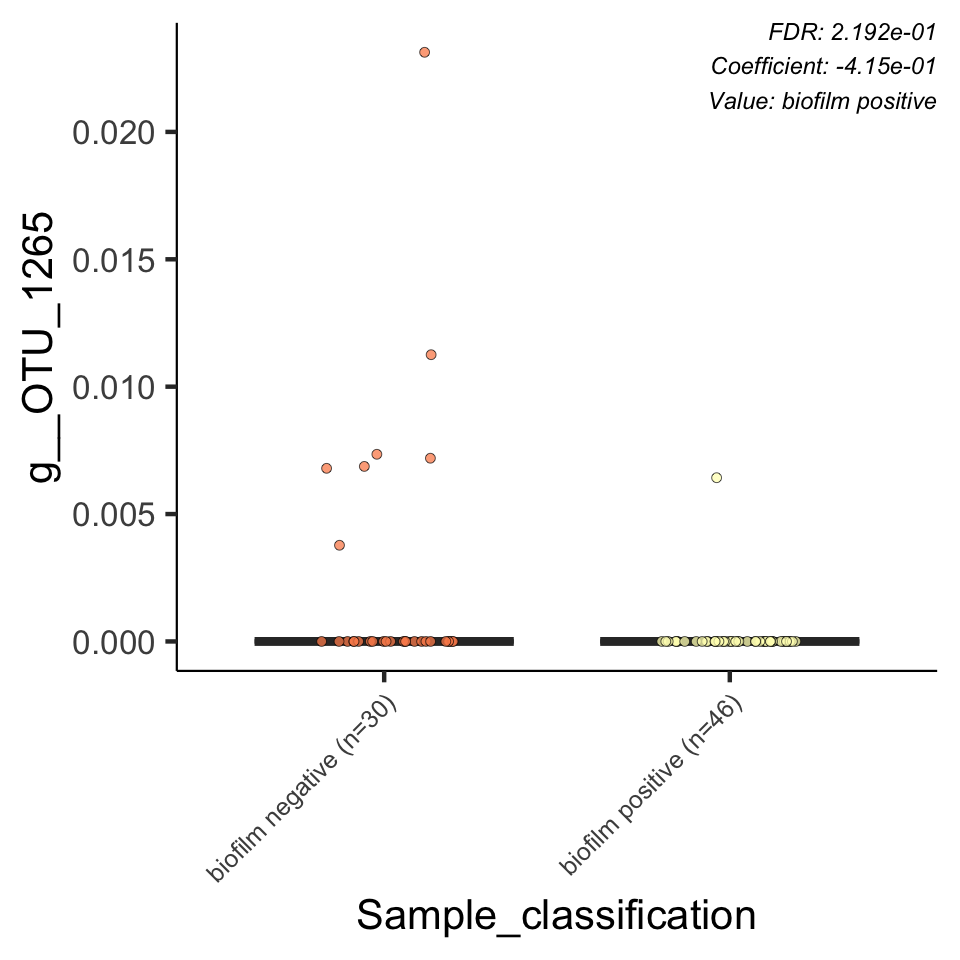 FDR: 2.192e-01
Coefficient: -4.15e-01
Value: biofilm positive
g__OTU_1265
0.020
0.015
0.010
0.005
0.000
biofilm negative (n=30)
biofilm positive (n=46)
Sample_classification